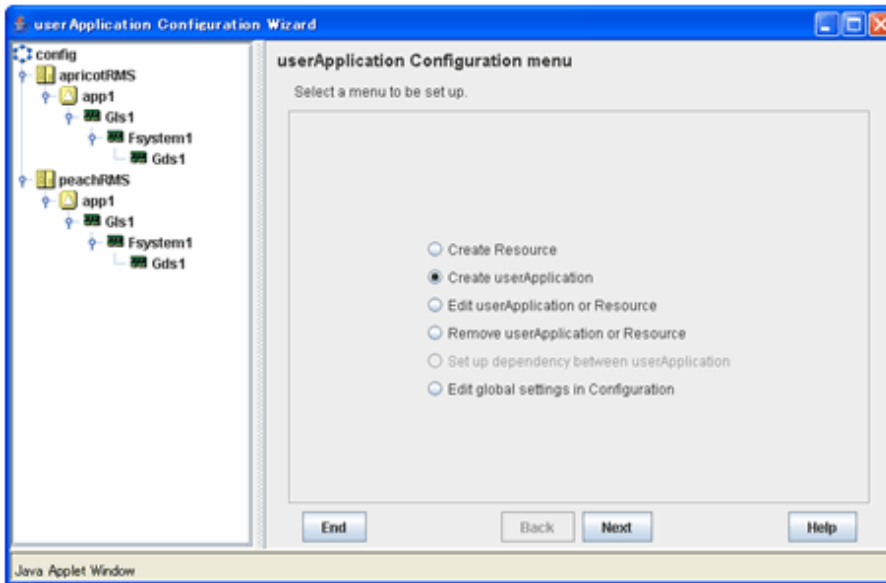 userApplication Configuration Wizard
config
apricotRMS
app1
Gls1
Fsystem1
Gds1
peachRMS
app1
Gls1
Fsystem1
Gds1
userApplication Configuration menu
Select a menu to be set up.
Create Resource
Create userApplication
Edit userApplication or Resource
Remove userApplication or Resource
Set up dependency between userApplication
Edit global settings in Configuration
End
Back
Next
Help
Java Applet Window